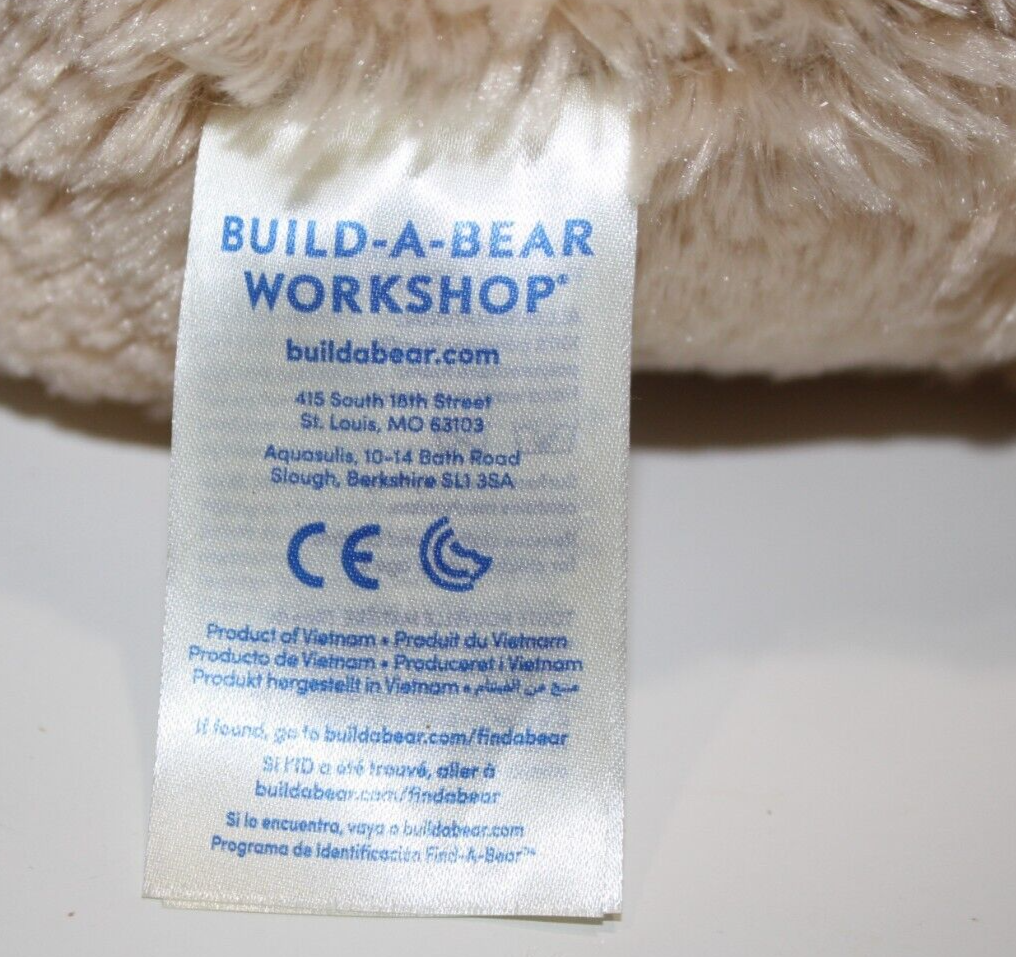 BUILD-A-BEAR
WORKSHOP®
buildabear.com
415 South 18th Street
St. Louis, MO 63103
Aquasulis, 10-14 Bath Road
Slough, Berkshire SL1 3SA
CE
Product of Vietnam • Produit du Vietnam
Producto de Vietnam • Produceret i Vietnam
Produkt hergestellt in Vietnam • منتج من الفيتنام
If found, go to buildabear.com/findabear
Si l'ID a été trouvé, aller à
buildabear.com/findabear
Si lo encuentra, vaya a buildabear.com
Programa de Identificación Find-A-Bear™